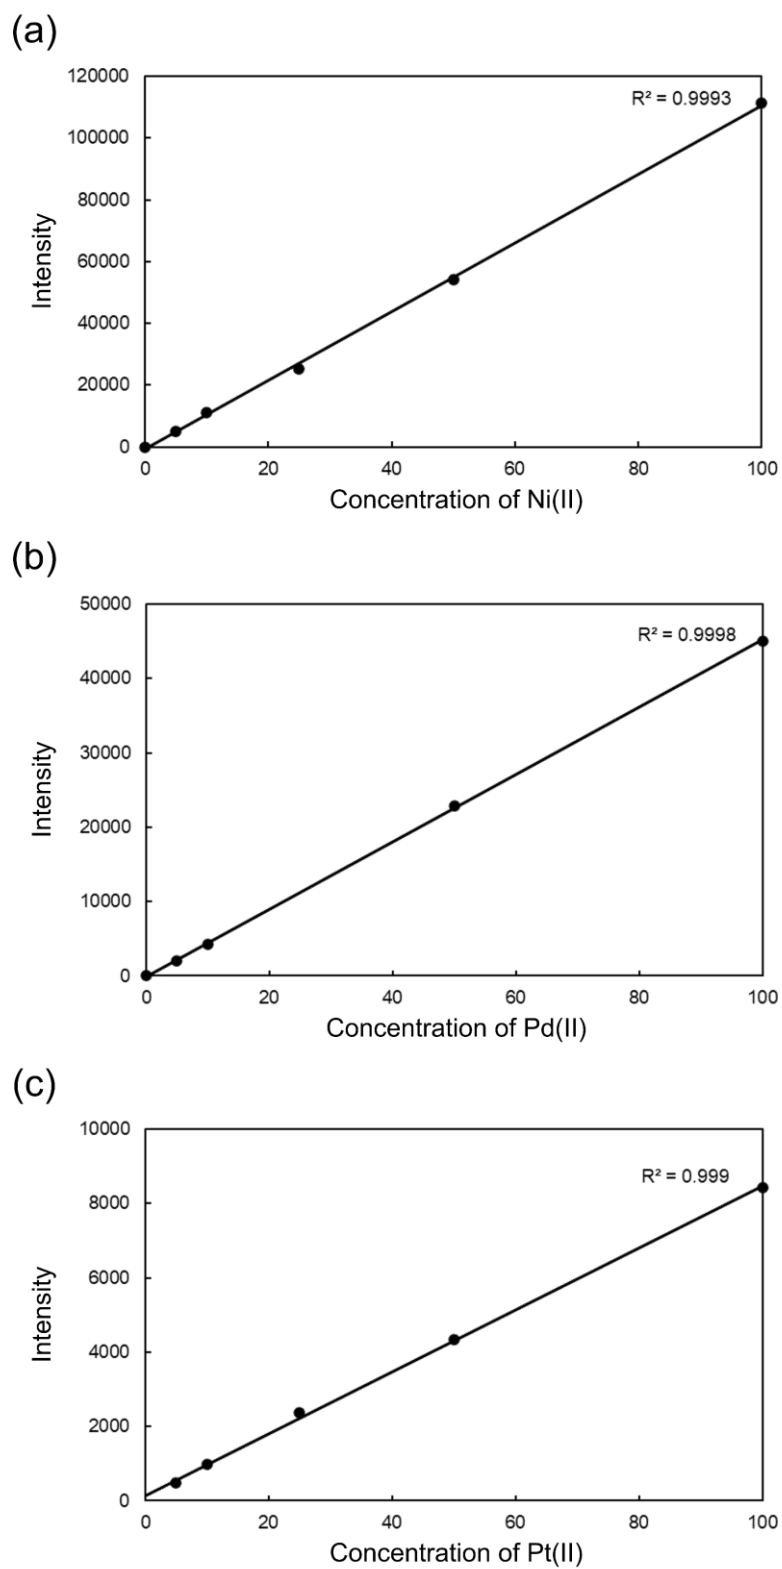 (a)
120000
R² = 0.9993
100000
80000
60000
40000
20000
0
Intensity
0 20 40 60 80 100
Concentration of Ni(II)
(b)
50000
R² = 0.9998
40000
30000
20000
10000
0
Intensity
0 20 40 60 80 100
Concentration of Pd(II)
(c)
10000
R² = 0.999
8000
6000
4000
2000
0
Intensity
0 20 40 60 80 100
Concentration of Pt(II)